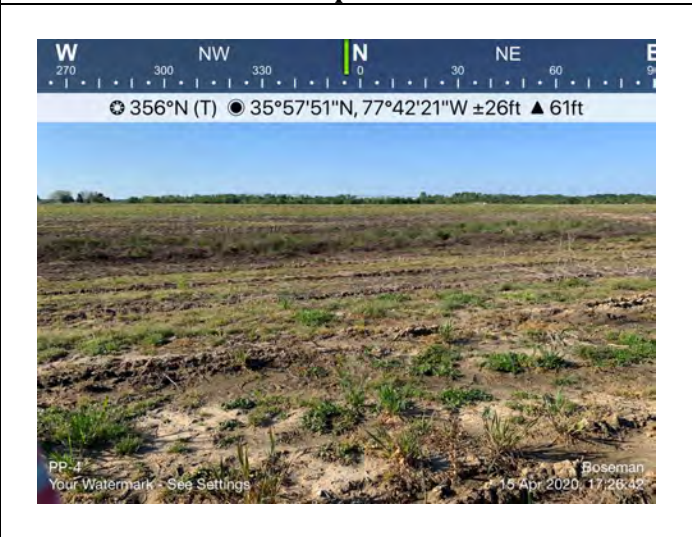 W NW N NE E
270 300 330 0 30 60 90
356°N (T) 35°57'51"N, 77°42'21"W ±26ft ▲ 61ft
PP-4 Boseman
Your Watermark - See Settings 15 Apr 2020, 17:26:42